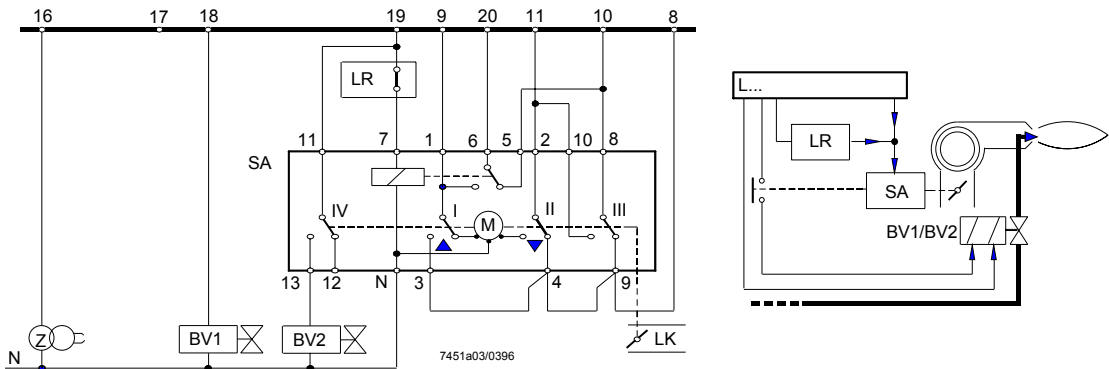 16 17 18 19 9 20 11 10 8
LR
11 7 1 6 5 2 10 8
SA
IV I M II III
13 12 N 3 4 9
Z BV1 BV2 LK
N
7451a03/0396
L...
LR
SA
BV1/BV2